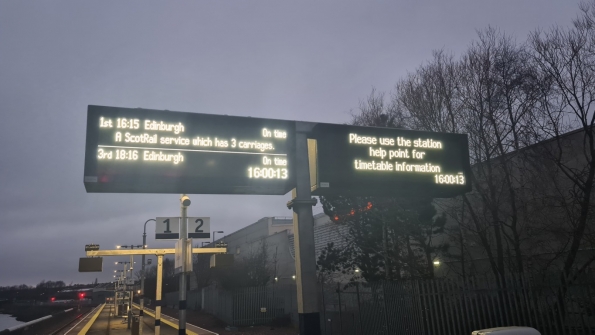 1st 16:15 Edinburgh On time
A ScotRail service which has 3 carriages.
3rd 18:16 Edinburgh On time
16:00:13
Please use the station
help point for
timetable information
16:00:13
1 2